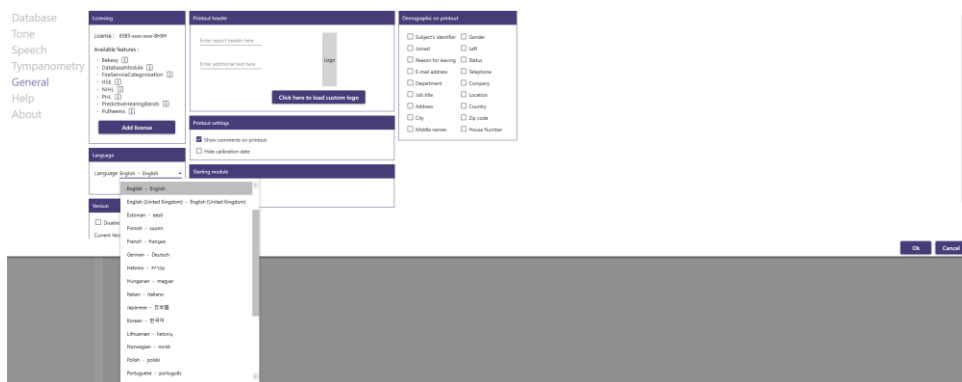 Database
Tone
Speech
Tympanometry
General
Help
About
Licensing
License : 65B5-xxxx-xxxx-BH3H
Available features :
- Bekesy
- DatabaseModule
- FireServiceCategorization
- HSE
- NIHL
- PHL
- PredictiveHearingBands
- Pulheems
Add license
Language
Language English - English
English - English
English (United Kingdom) - English (United Kingdom)
Estonian - eesti
Finnish - suomi
French - français
German - Deutsch
Hebrew - עברית
Hungarian - magyar
Italian - italiano
Japanese - 日本語
Korean - 한국어
Lithuanian - lietuvių
Norwegian - norsk
Polish - polski
Portuguese - português
Version
Current
Printout header
Enter report header here
Enter additional text here
Logo
Click here to load custom logo
Printout settings
Show comments on printout
Hide calibration date
Starting module
Demographic on printout
Subject's identifier Gender
Joined Left
Reason for leaving Status
E-mail address Telephone
Department Company
Job title Location
Address Country
City Zip code
Middle names House Number
Ok Cancel